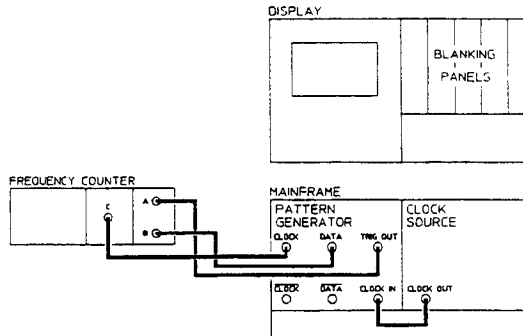 DISPLAY
BLANKING
PANELS
FREQUENCY COUNTER
C
A
B
MAINFRAME
PATTERN
GENERATOR
CLOCK
SOURCE
CLOCK DATA TRIG OUT
CLOCK DATA CLOCK IN CLOCK OUT